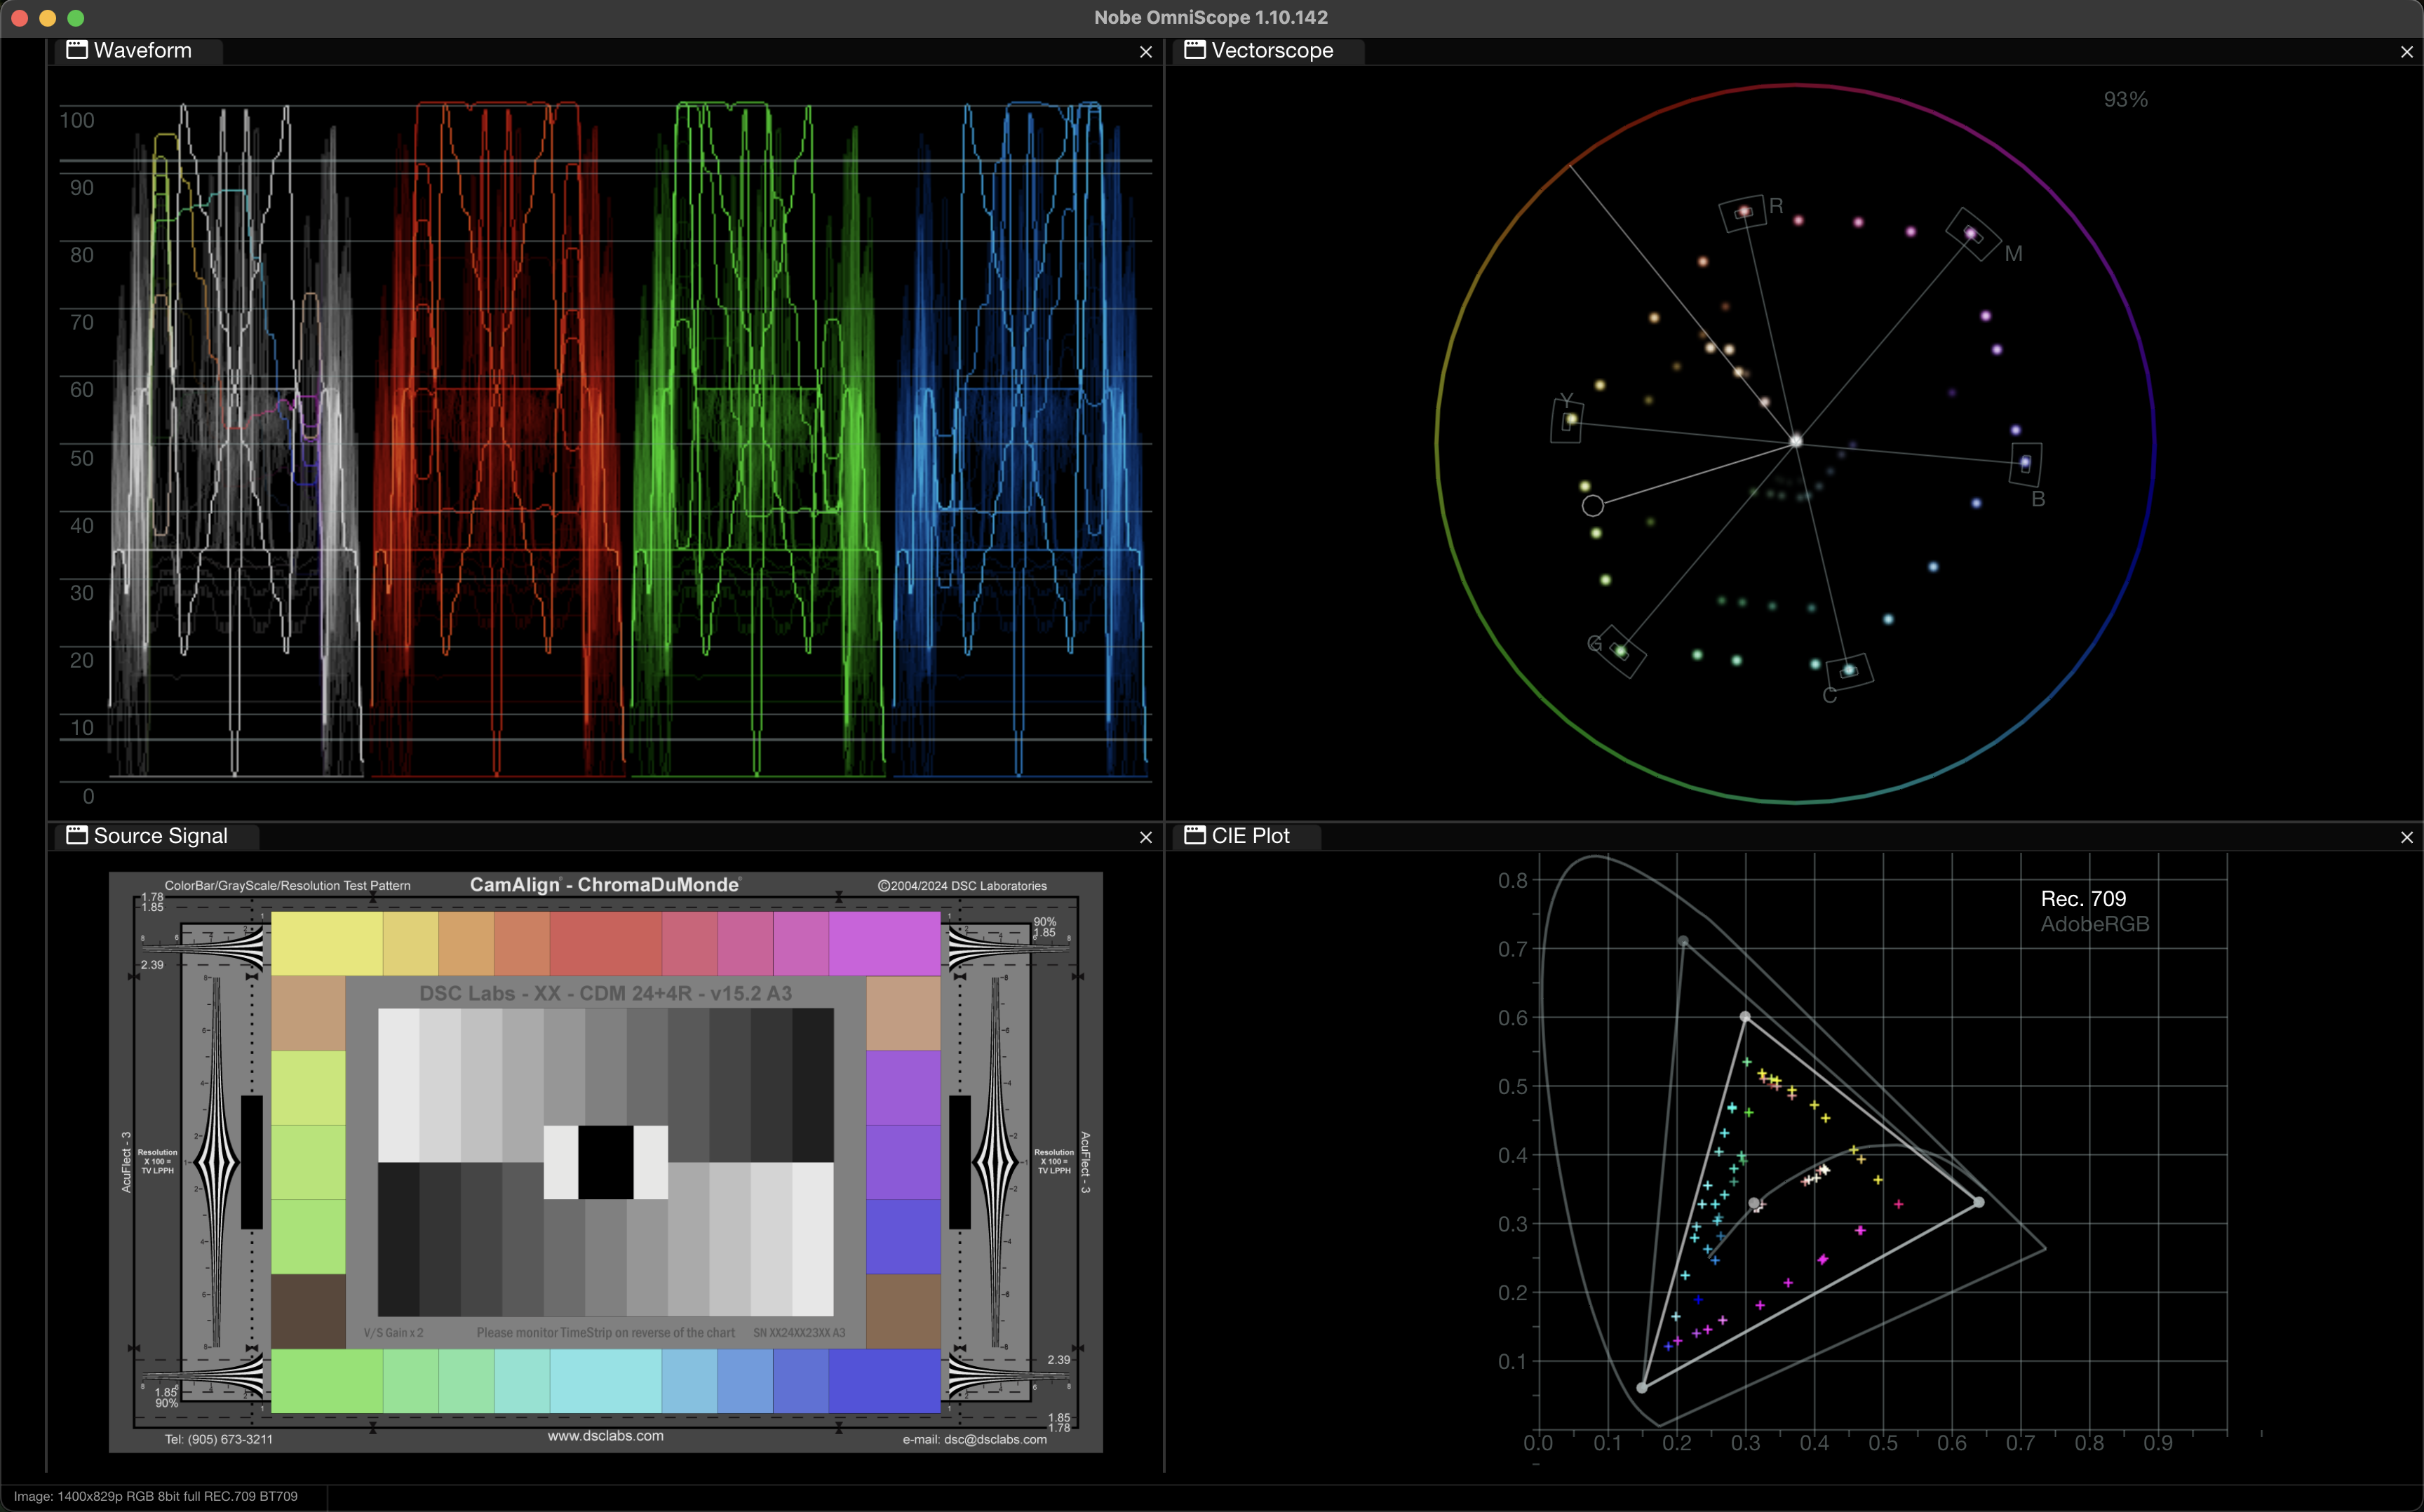 Nobe OmniScope 1.10.142
Waveform
100
90
80
70
60
50
40
30
20
10
0
Vectorscope
93%
R
M
Y
B
G
C
Source Signal
ColorBar/GrayScale/Resolution Test Pattern
CamAlign - ChromaDuMonde
©2004/2024 DSC Laboratories
1.78
1.85
2.39
90%
1.85
DSC Labs - XX - CDM 24+4R - v15.2 A3
AcuFlect - 3
Resolution
X 100 =
TV LPPH
Resolution
X 100 =
TV LPPH
AcuFlect - 3
V/S Gain x 2
Please monitor TimeStrip on reverse of the chart
SN XX24XX23XX A3
1.85
90%
2.39
1.85
1.78
Tel: (905) 673-3211
www.dsclabs.com
e-mail: dsc@dsclabs.com
CIE Plot
Rec. 709
AdobeRGB
0.8
0.7
0.6
0.5
0.4
0.3
0.2
0.1
0.0 0.1 0.2 0.3 0.4 0.5 0.6 0.7 0.8 0.9
Image: 1400x829p RGB 8bit full REC.709 BT709